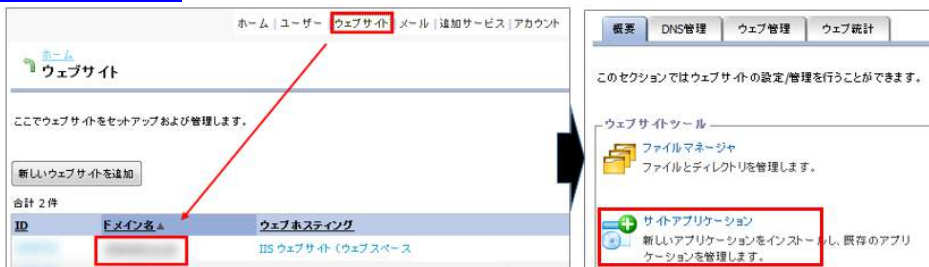 ホーム | ユーザー | ウェブサイト | メール | 追加サービス | アカウント
ホーム
ウェブサイト
ここでウェブサイトをセットアップおよび管理します。
新しいウェブサイトを追加
合計 2 件
ID ドメイン名 ▲ ウェブホスティング
IIS ウェブサイト (ウェブスペース
概要 DNS管理 ウェブ管理 ウェブ統計
このセクションではウェブサイトの設定/管理を行うことができます。
ウェブサイトツール
ファイルマネージャ
ファイルとディレクトリを管理します。
サイトアプリケーション
新しいアプリケーションをインストールし、既存のアプリ
ケーションを管理します。